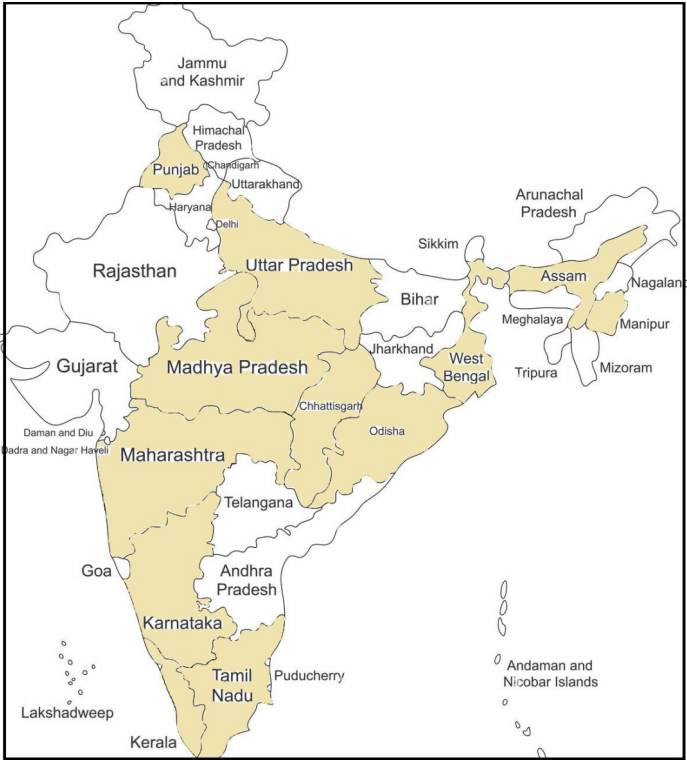 Jammu
and Kashmir
Himachal
Pradesh
Punjab
Chandigarh
Uttarakhand
Haryana
Delhi
Arunachal
Pradesh
Sikkim
Uttar Pradesh
Assam
Rajasthan
Nagaland
Bihar
Meghalaya
Manipur
Jharkhand
West
Bengal
Tripura
Mizoram
Gujarat
Madhya Pradesh
Chhattisgarh
Odisha
Daman and Diu
Dadra and Nagar Haveli
Maharashtra
Telangana
Goa
Andhra
Pradesh
Karnataka
Andaman and
Nicobar Islands
Tamil
Nadu
Puducherry
Lakshadweep
Kerala